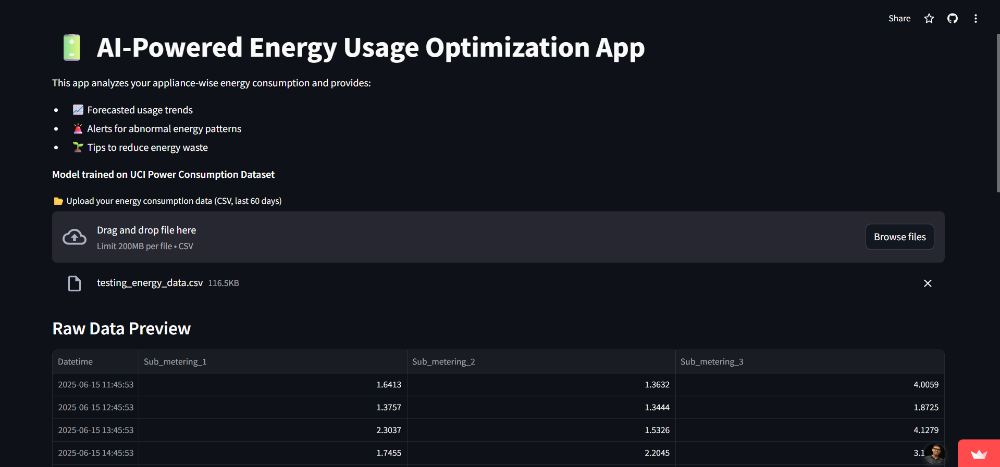 Share
AI-Powered Energy Usage Optimization App
This app analyzes your appliance-wise energy consumption and provides:
Forecasted usage trends
Alerts for abnormal energy patterns
Tips to reduce energy waste
Model trained on UCI Power Consumption Dataset
Upload your energy consumption data (CSV, last 60 days)
Drag and drop file here
Limit 200MB per file • CSV
Browse files
testing_energy_data.csv 116.5KB
Raw Data Preview
Datetime Sub_metering_1 Sub_metering_2 Sub_metering_3
2025-06-15 11:45:53 1.6413 1.3632 4.0059
2025-06-15 12:45:53 1.3757 1.3444 1.8725
2025-06-15 13:45:53 2.3037 1.5326 4.1279
2025-06-15 14:45:53 1.7455 2.2045